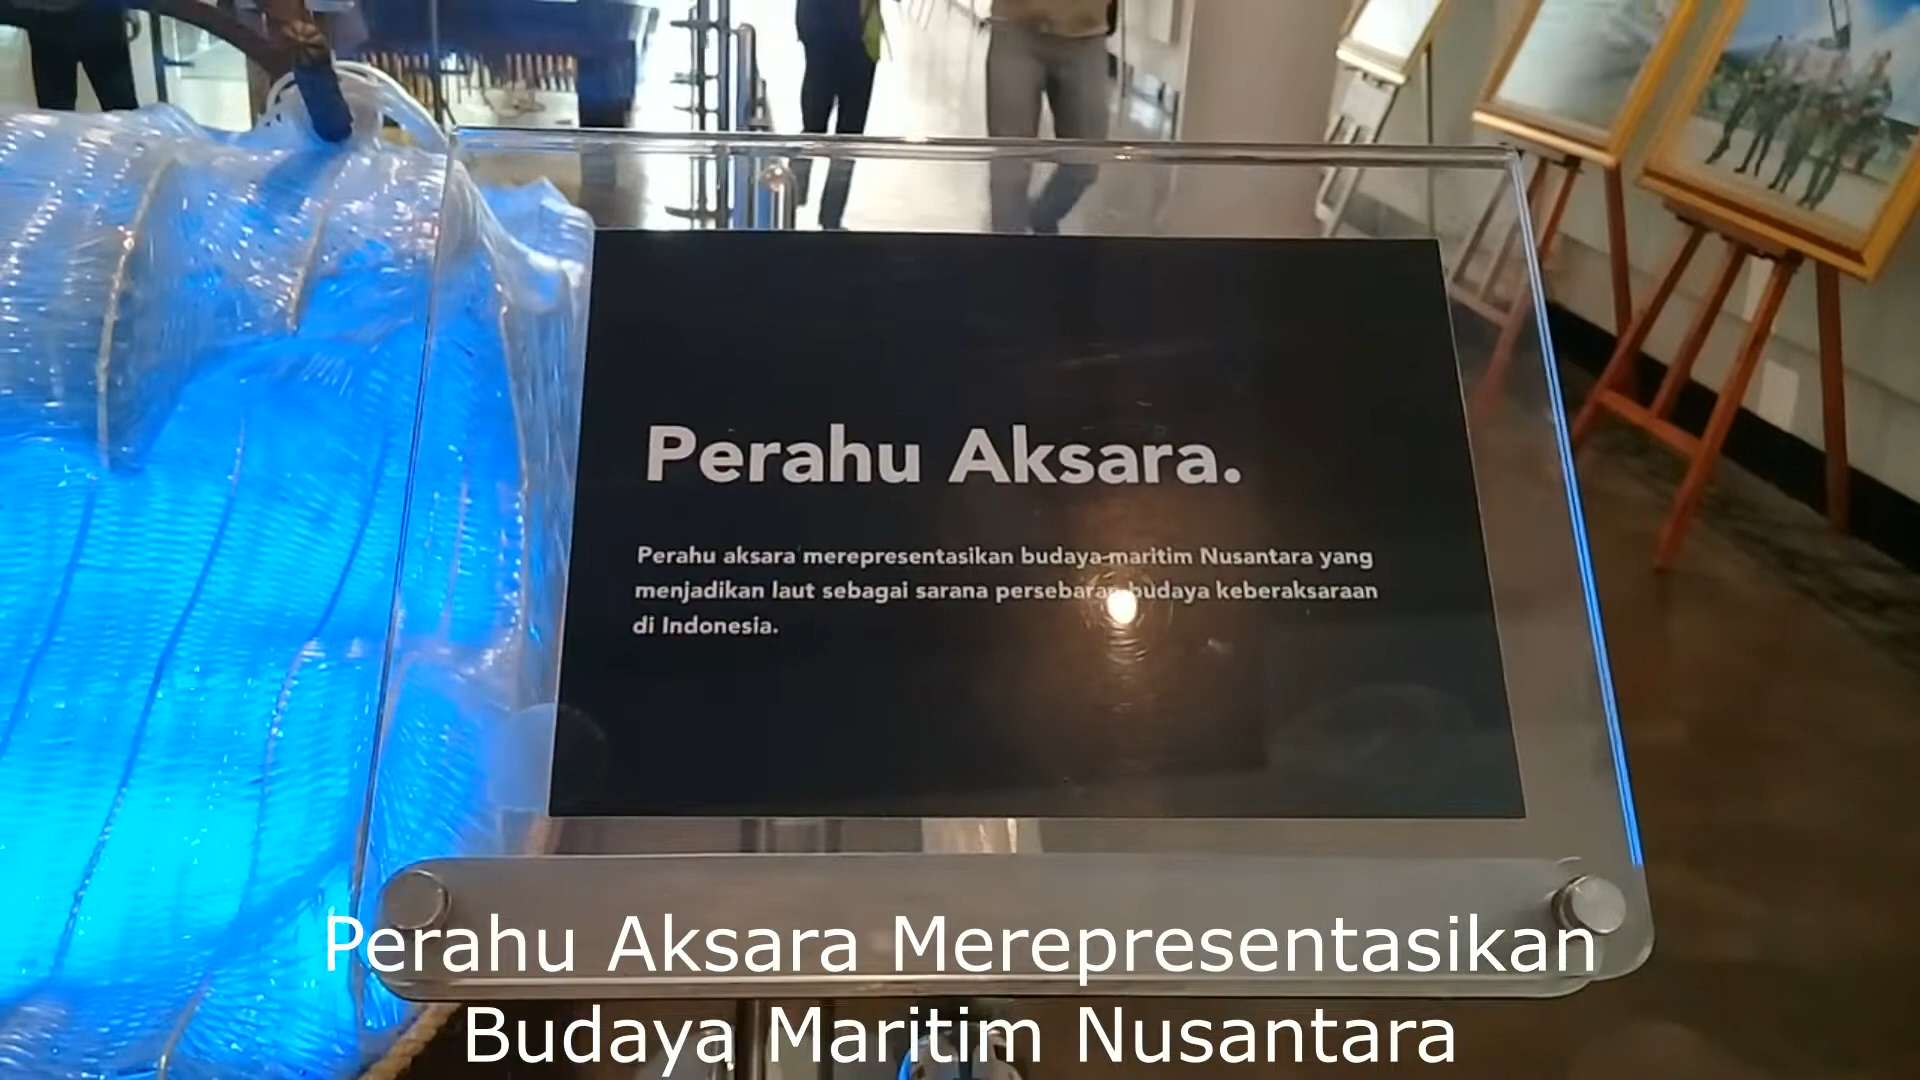 Perahu Aksara.
Perahu aksara merepresentasikan budaya maritim Nusantara yang
menjadikan laut sebagai sarana persebaran budaya keberaksaraan
di Indonesia.
Perahu Aksara Merepresentasikan
Budaya Maritim Nusantara